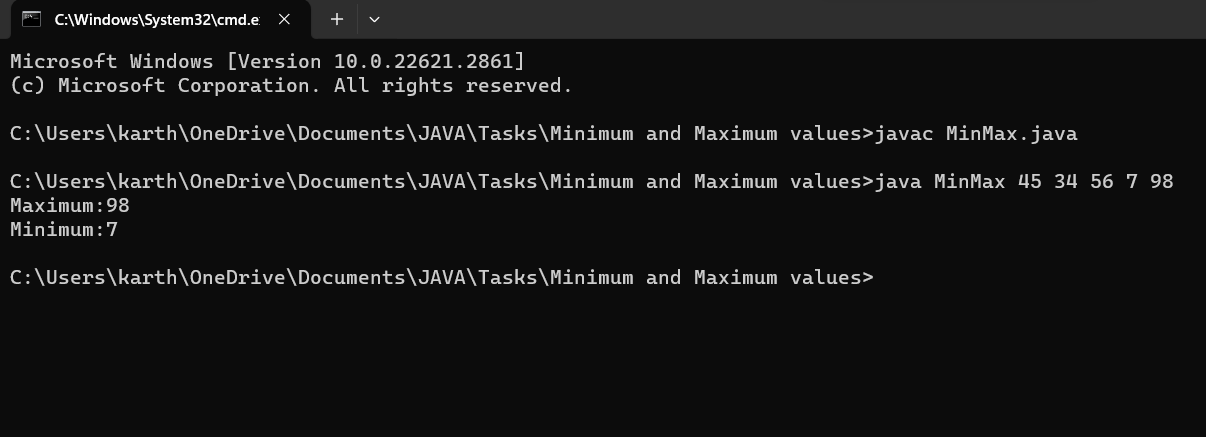 C:\Windows\System32\cmd.e
Microsoft Windows [Version 10.0.22621.2861]
(c) Microsoft Corporation. All rights reserved.
C:\Users\karth\OneDrive\Documents\JAVA\Tasks\Minimum and Maximum values>javac MinMax.java
C:\Users\karth\OneDrive\Documents\JAVA\Tasks\Minimum and Maximum values>java MinMax 45 34 56 7 98
Maximum:98
Minimum:7
C:\Users\karth\OneDrive\Documents\JAVA\Tasks\Minimum and Maximum values>